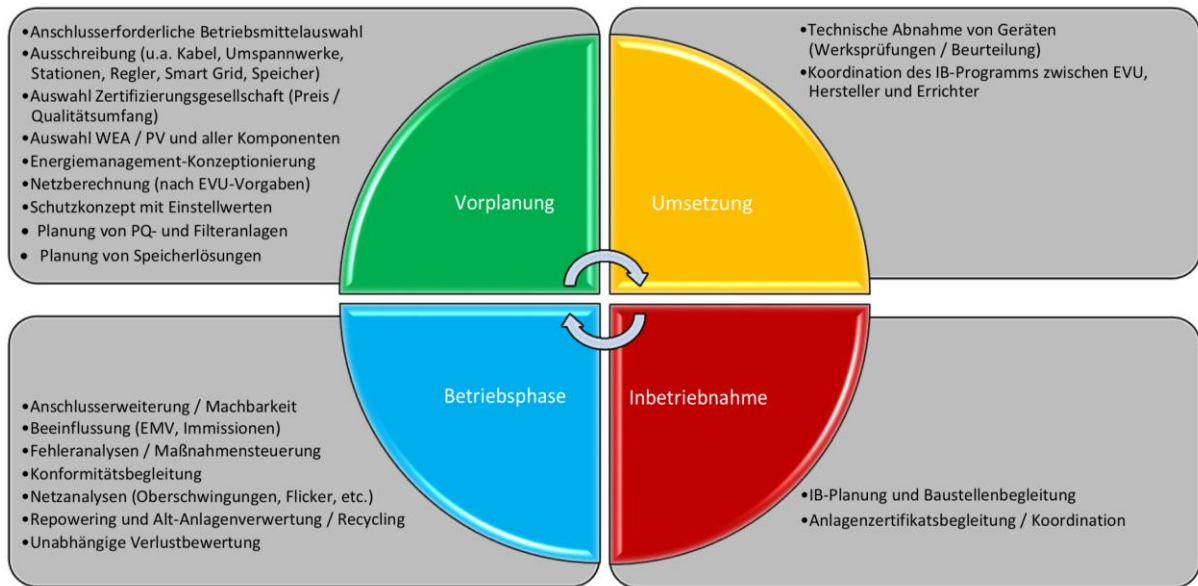 •Anschlusserforderliche Betriebsmittelauswahl
•Ausschreibung (u.a. Kabel, Umspannwerke,
Stationen, Regler, Smart Grid, Speicher)
•Auswahl Zertifizierungsgesellschaft (Preis /
Qualitätsumfang)
•Auswahl WEA / PV und aller Komponenten
•Energiemanagement-Konzeptionierung
•Netzberechnung (nach EVU-Vorgaben)
•Schutzkonzept mit Einstellwerten
• Planung von PQ- und Filteranlagen
• Planung von Speicherlösungen
Vorplanung
•Technische Abnahme von Geräten
(Werksprüfungen / Beurteilung)
•Koordination des IB-Programms zwischen EVU,
Hersteller und Errichter
Umsetzung
•Anschlusserweiterung / Machbarkeit
•Beeinflussung (EMV, Immissionen)
•Fehleranalysen / Maßnahmensteuerung
•Konformitätsbegleitung
•Netzanalysen (Oberschwingungen, Flicker, etc.)
•Repowering und Alt-Anlagenverwertung / Recycling
•Unabhängige Verlustbewertung
Betriebsphase
Inbetriebnahme
•IB-Planung und Baustellenbegleitung
•Anlagenzertifikatsbegleitung / Koordination